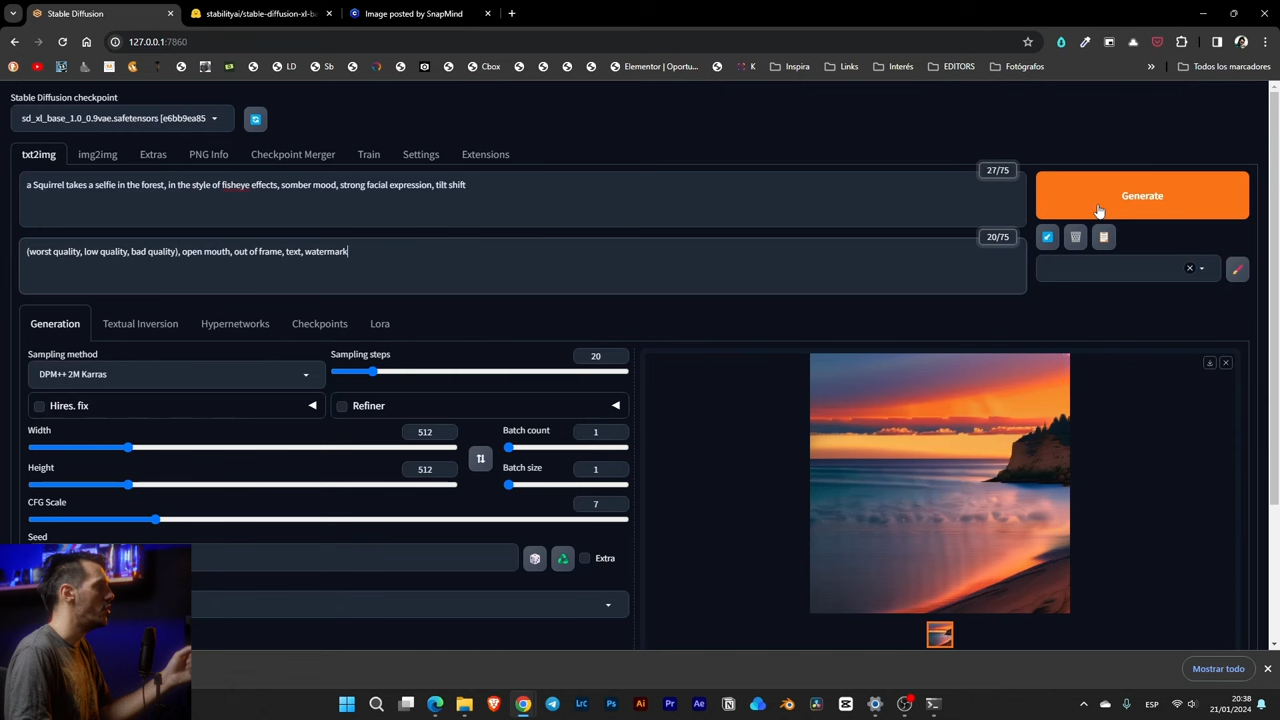 Stable Diffusion
stabilityai/stable-diffusion-xl-ba
Image posted by SnapMind
127.0.0.1:7860
LD
Sb
Cbox
Elementor | Oportu...
K
Inspira
Links
Interés
EDITORS
Fotógrafos
Todos los marcadores
Stable Diffusion checkpoint
sd_xl_base_1.0_0.9vae.safetensors [e6bb9ea85
txt2img
img2img
Extras
PNG Info
Checkpoint Merger
Train
Settings
Extensions
27/75
a Squirrel takes a selfie in the forest, in the style of fisheye effects, somber mood, strong facial expression, tilt shift
Generate
20/75
(worst quality, low quality, bad quality), open mouth, out of frame, text, watermark
Generation
Textual Inversion
Hypernetworks
Checkpoints
Lora
Sampling method
Sampling steps
20
DPM++ 2M Karras
Hires. fix
Refiner
Width
512
Batch count
1
Height
512
Batch size
1
CFG Scale
7
Seed
Extra
Mostrar todo
Lrc
Ps
Ai
Pr
Ae
ESP
20:38
21/01/2024